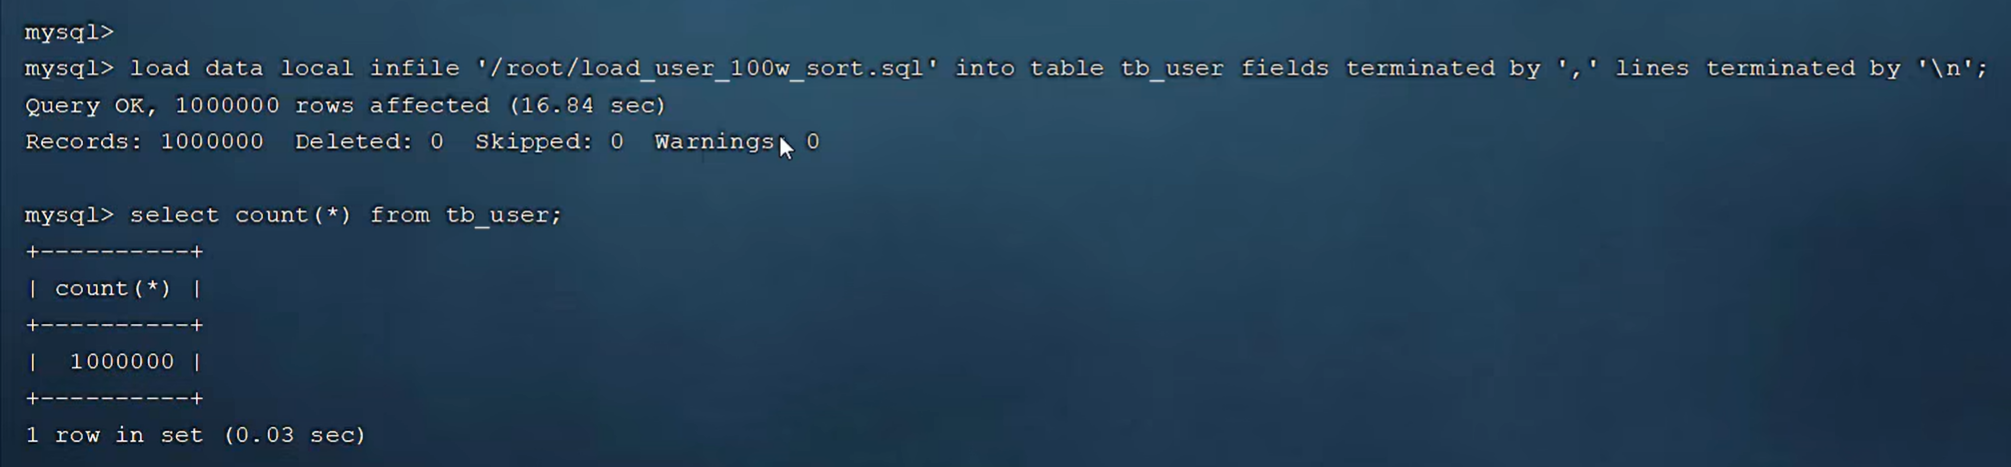 mysql>
mysql> load data local infile '/root/load_user_100w_sort.sql' into table tb_user fields terminated by ',' lines terminated by '\n';
Query OK, 1000000 rows affected (16.84 sec)
Records: 1000000  Deleted: 0  Skipped: 0  Warnings: 0
mysql> select count(*) from tb_user;
+----------+
| count(*) |
+----------+
|  1000000 |
+----------+
1 row in set (0.03 sec)